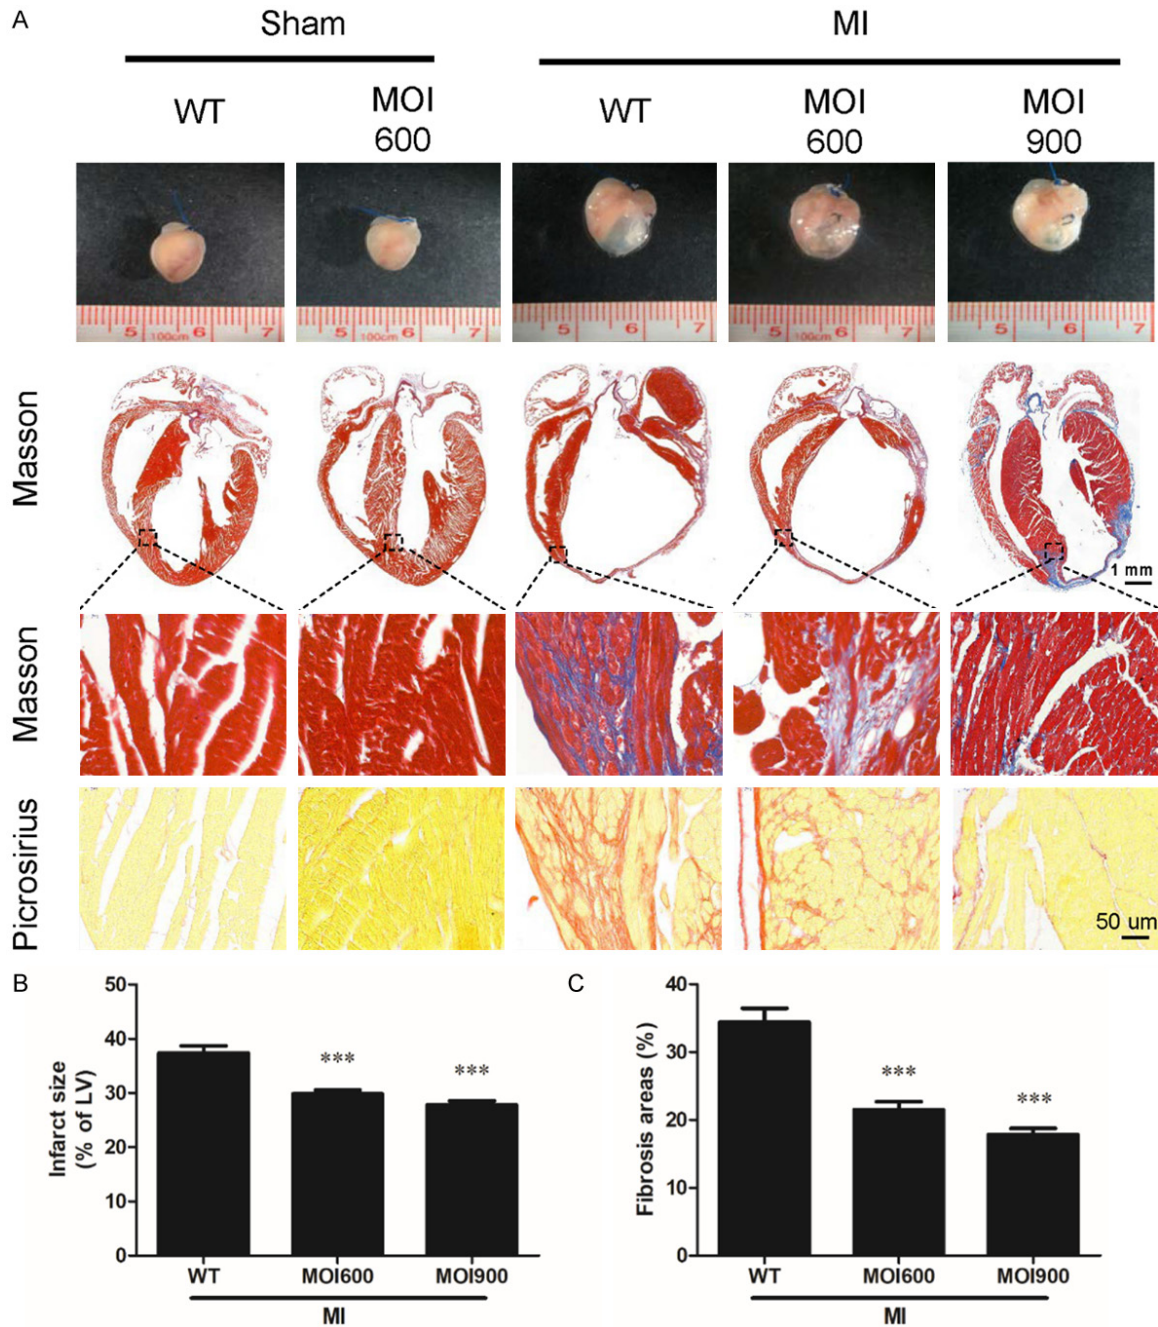 A
Sham
MI
WT
MOI
600
WT
MOI
600
MOI
900
5 100cm 6 7
5 100cm 6 7
5 6 7
5 6 7
5 6 7
Masson
1 mm
Masson
Picrosirius
50 um
B
Infarct size
(% of LV)
50
40
30
20
10
0
***
***
WT MOI600 MOI900
MI
C
Fibrosis areas (%)
40
30
20
10
0
***
***
WT MOI600 MOI900
MI